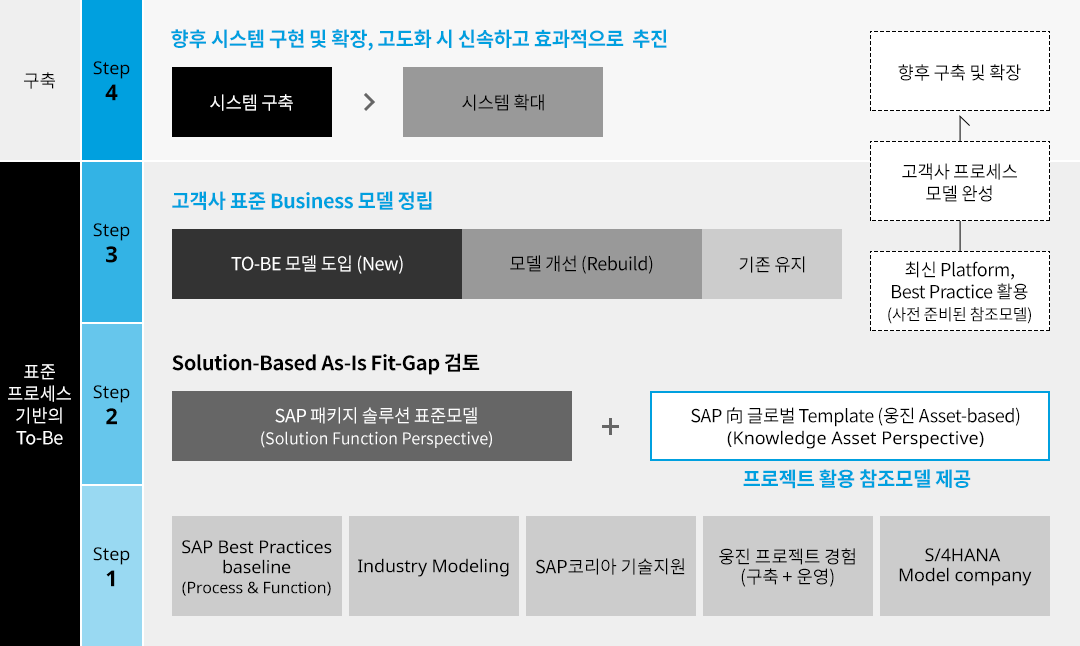 구축
Step
4
향후 시스템 구현 및 확장, 고도화 시 신속하고 효과적으로 추진
시스템 구축
시스템 확대
향후 구축 및 확장
고객사 프로세스
모델 완성
최신 Platform,
Best Practice 활용
(사전 준비된 참조모델)
표준
프로세스
기반의
To-Be
Step
3
고객사 표준 Business 모델 정립
TO-BE 모델 도입 (New)
모델 개선 (Rebuild)
기존 유지
Step
2
Solution-Based As-Is Fit-Gap 검토
SAP 패키지 솔루션 표준모델
(Solution Function Perspective)
+
SAP 向 글로벌 Template (웅진 Asset-based)
(Knowledge Asset Perspective)
프로젝트 활용 참조모델 제공
Step
1
SAP Best Practices
baseline
(Process & Function)
Industry Modeling
SAP코리아 기술지원
웅진 프로젝트 경험
(구축 + 운영)
S/4HANA
Model company